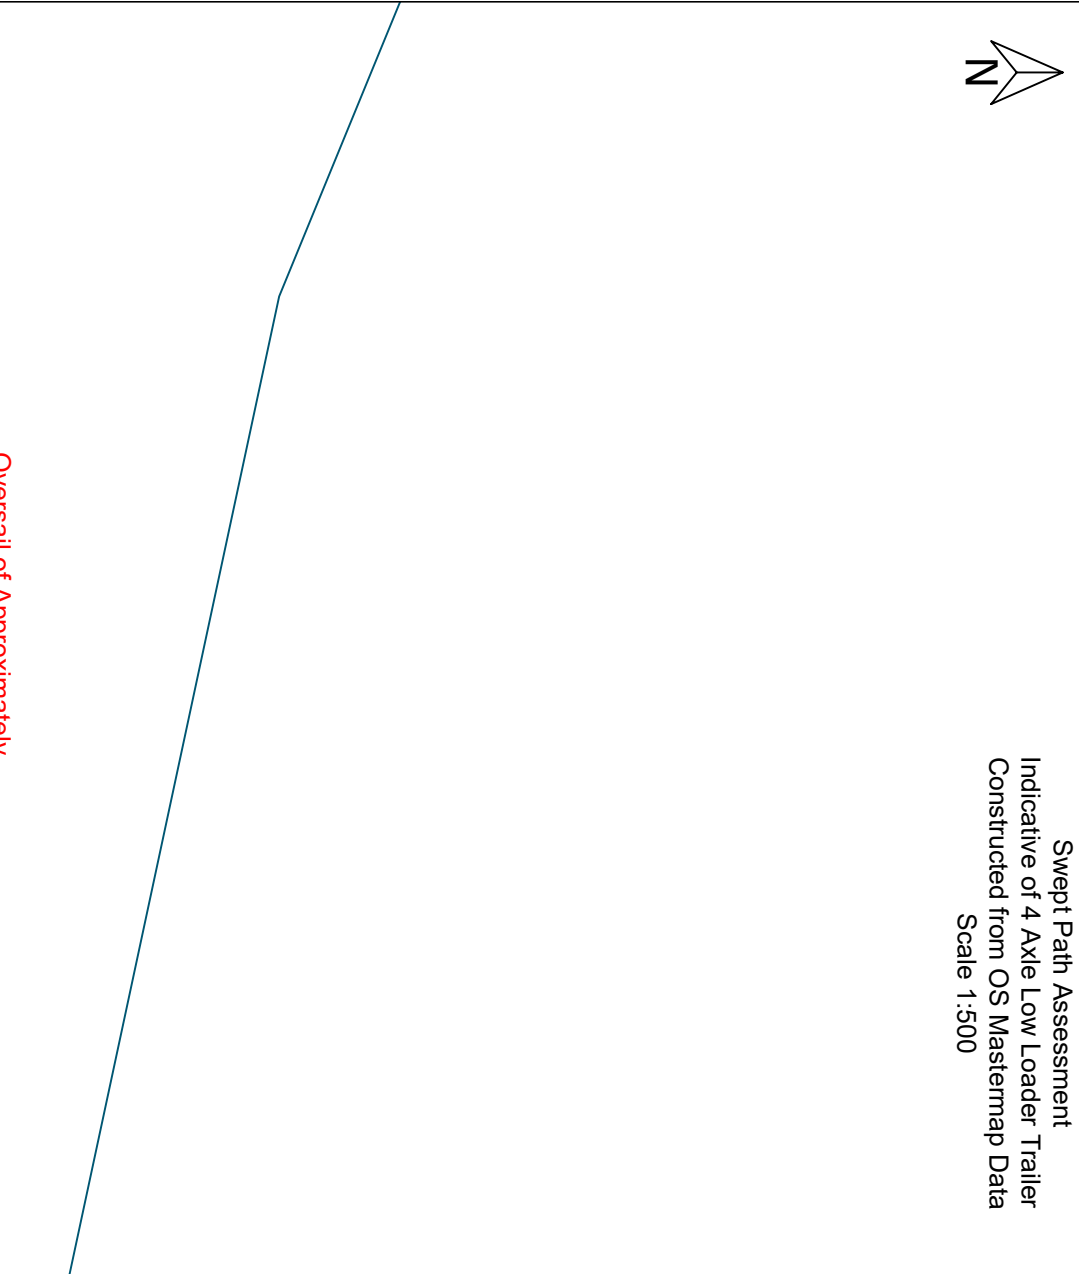 N
Swept Path Assessment
Indicative of 4 Axle Low Loader Trailer
Constructed from OS Mastermap Data
Scale 1:500
Oversail of Approximately